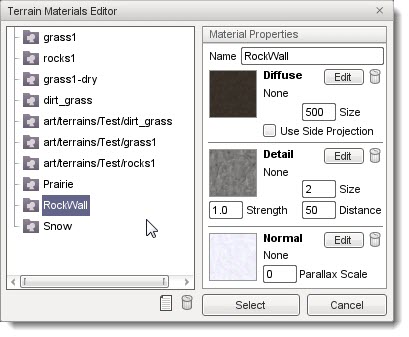 Terrain Materials Editor
grass1
rocks1
grass1-dry
dirt_grass
art/terrains/Test/dirt_grass
art/terrains/Test/grass1
art/terrains/Test/rocks1
Prairie
RockWall
Snow
Material Properties
Name RockWall
Diffuse Edit
None
500 Size
Use Side Projection
Detail Edit
None
2 Size
1.0 Strength 50 Distance
Normal Edit
None
0 Parallax Scale
Select Cancel